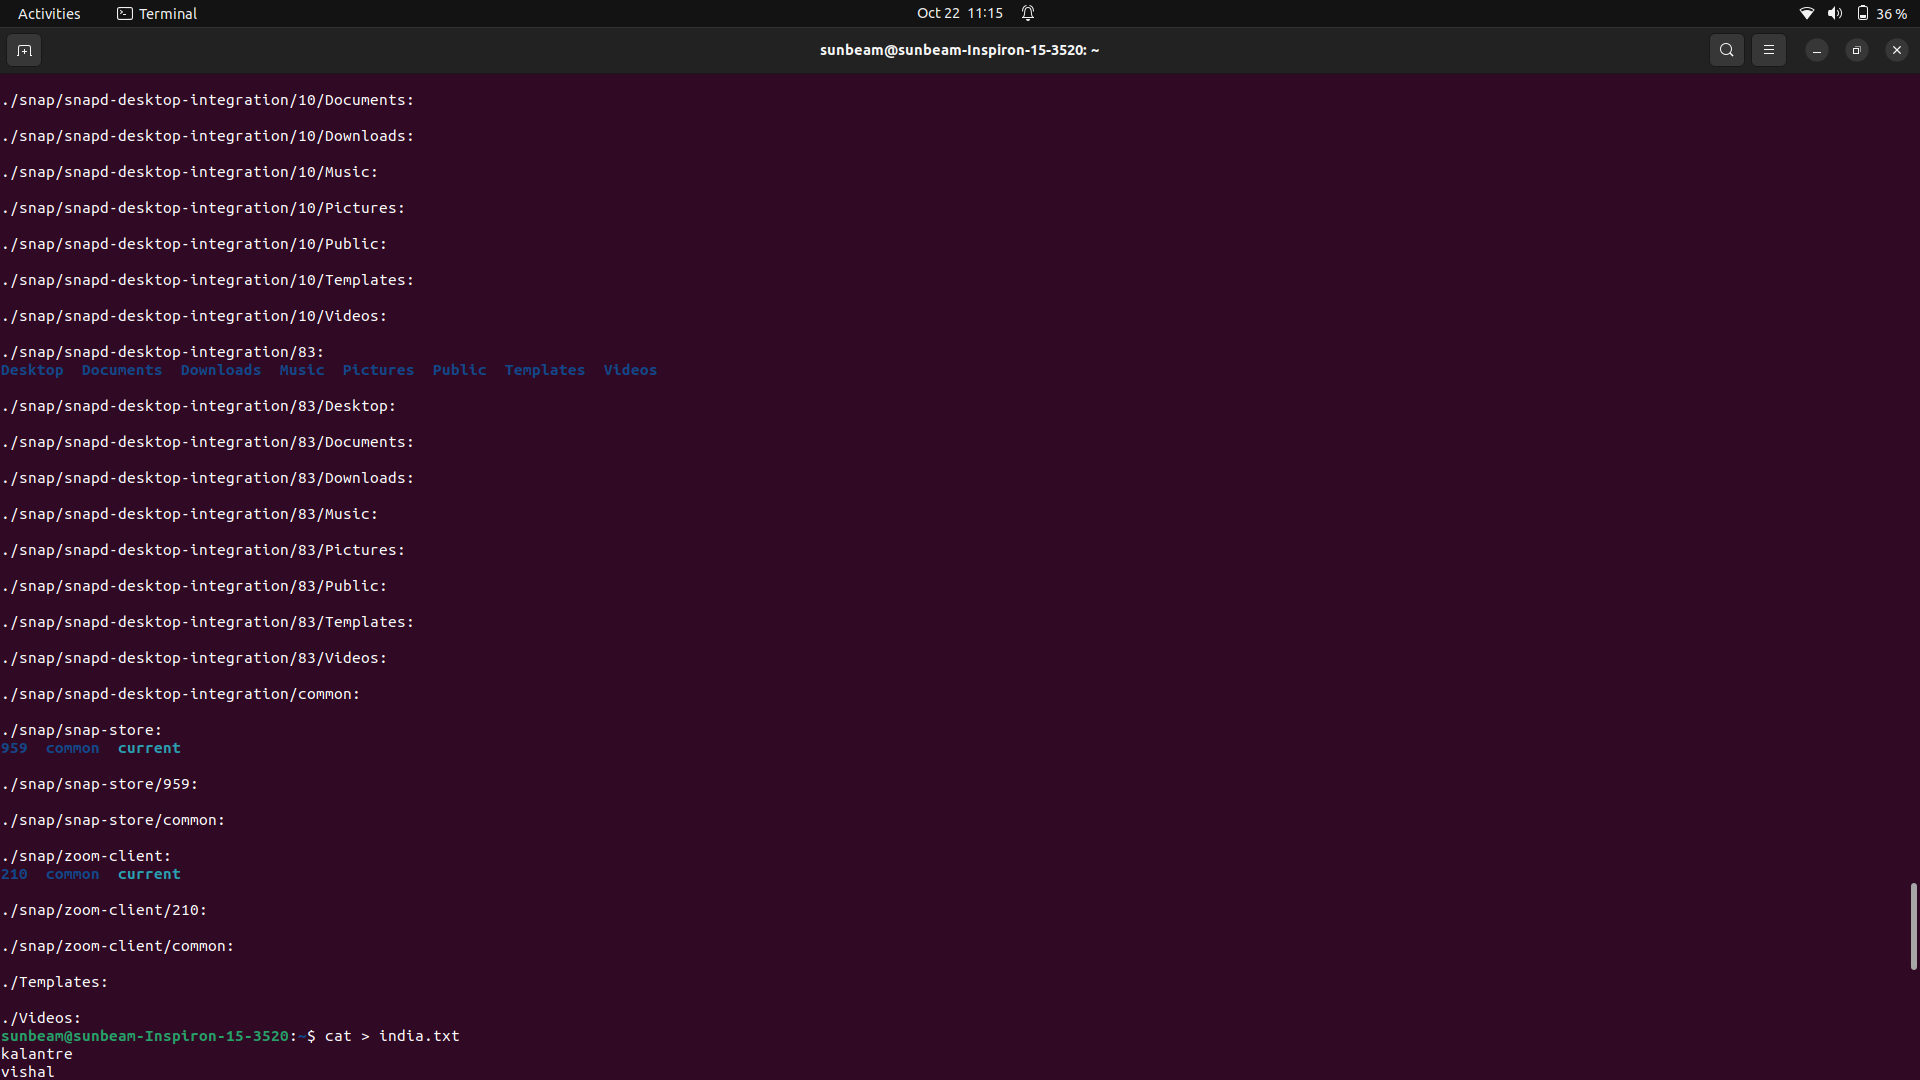 Activities Terminal Oct 22 11:15 36 %
sunbeam@sunbeam-Inspiron-15-3520: ~
./snap/snapd-desktop-integration/10/Documents:
./snap/snapd-desktop-integration/10/Downloads:
./snap/snapd-desktop-integration/10/Music:
./snap/snapd-desktop-integration/10/Pictures:
./snap/snapd-desktop-integration/10/Public:
./snap/snapd-desktop-integration/10/Templates:
./snap/snapd-desktop-integration/10/Videos:
./snap/snapd-desktop-integration/83:
Desktop  Documents  Downloads  Music  Pictures  Public  Templates  Videos
./snap/snapd-desktop-integration/83/Desktop:
./snap/snapd-desktop-integration/83/Documents:
./snap/snapd-desktop-integration/83/Downloads:
./snap/snapd-desktop-integration/83/Music:
./snap/snapd-desktop-integration/83/Pictures:
./snap/snapd-desktop-integration/83/Public:
./snap/snapd-desktop-integration/83/Templates:
./snap/snapd-desktop-integration/83/Videos:
./snap/snapd-desktop-integration/common:
./snap/snap-store:
959  common  current
./snap/snap-store/959:
./snap/snap-store/common:
./snap/zoom-client:
210  common  current
./snap/zoom-client/210:
./snap/zoom-client/common:
./Templates:
./Videos:
sunbeam@sunbeam-Inspiron-15-3520:~$ cat > india.txt
kalantre
vishal